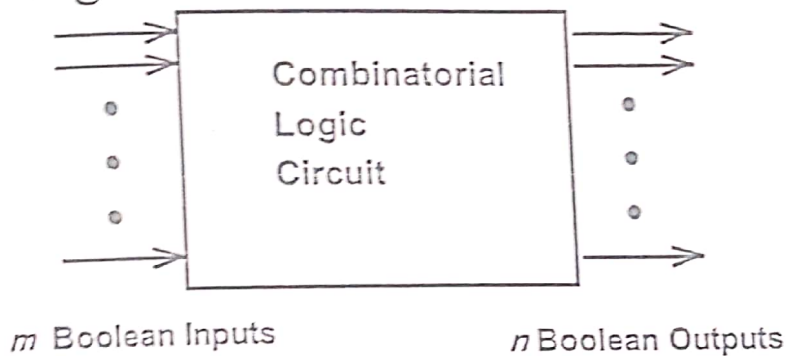 Combinatorial
Logic
Circuit
m Boolean Inputs
n Boolean Outputs